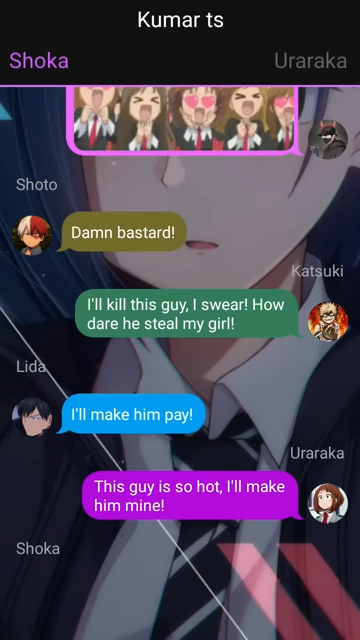 Kumar ts
Shoka
Uraraka
Shoto
Damn bastard!
Katsuki
I'll kill this guy, I swear! How
dare he steal my girl!
Lida
I'll make him pay!
Uraraka
This guy is so hot, I'll make
him mine!
Shoka